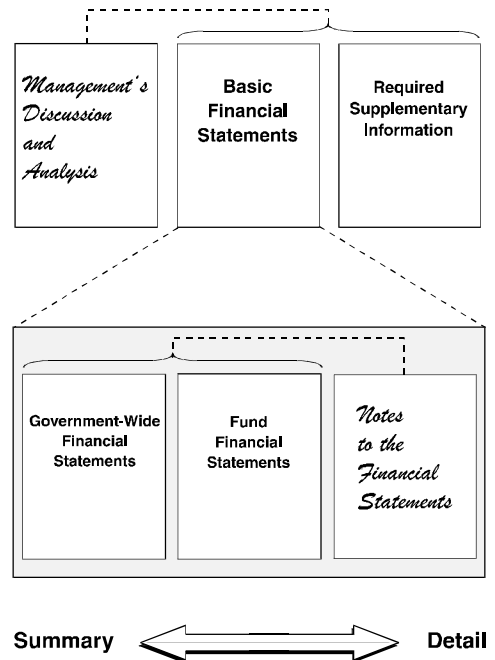 Management's
Discussion
and
Analysis
Basic
Financial
Statements
Required
Supplementary
Information
Government-Wide
Financial
Statements
Fund
Financial
Statements
Notes
to the
Financial
Statements
Summary
Detail